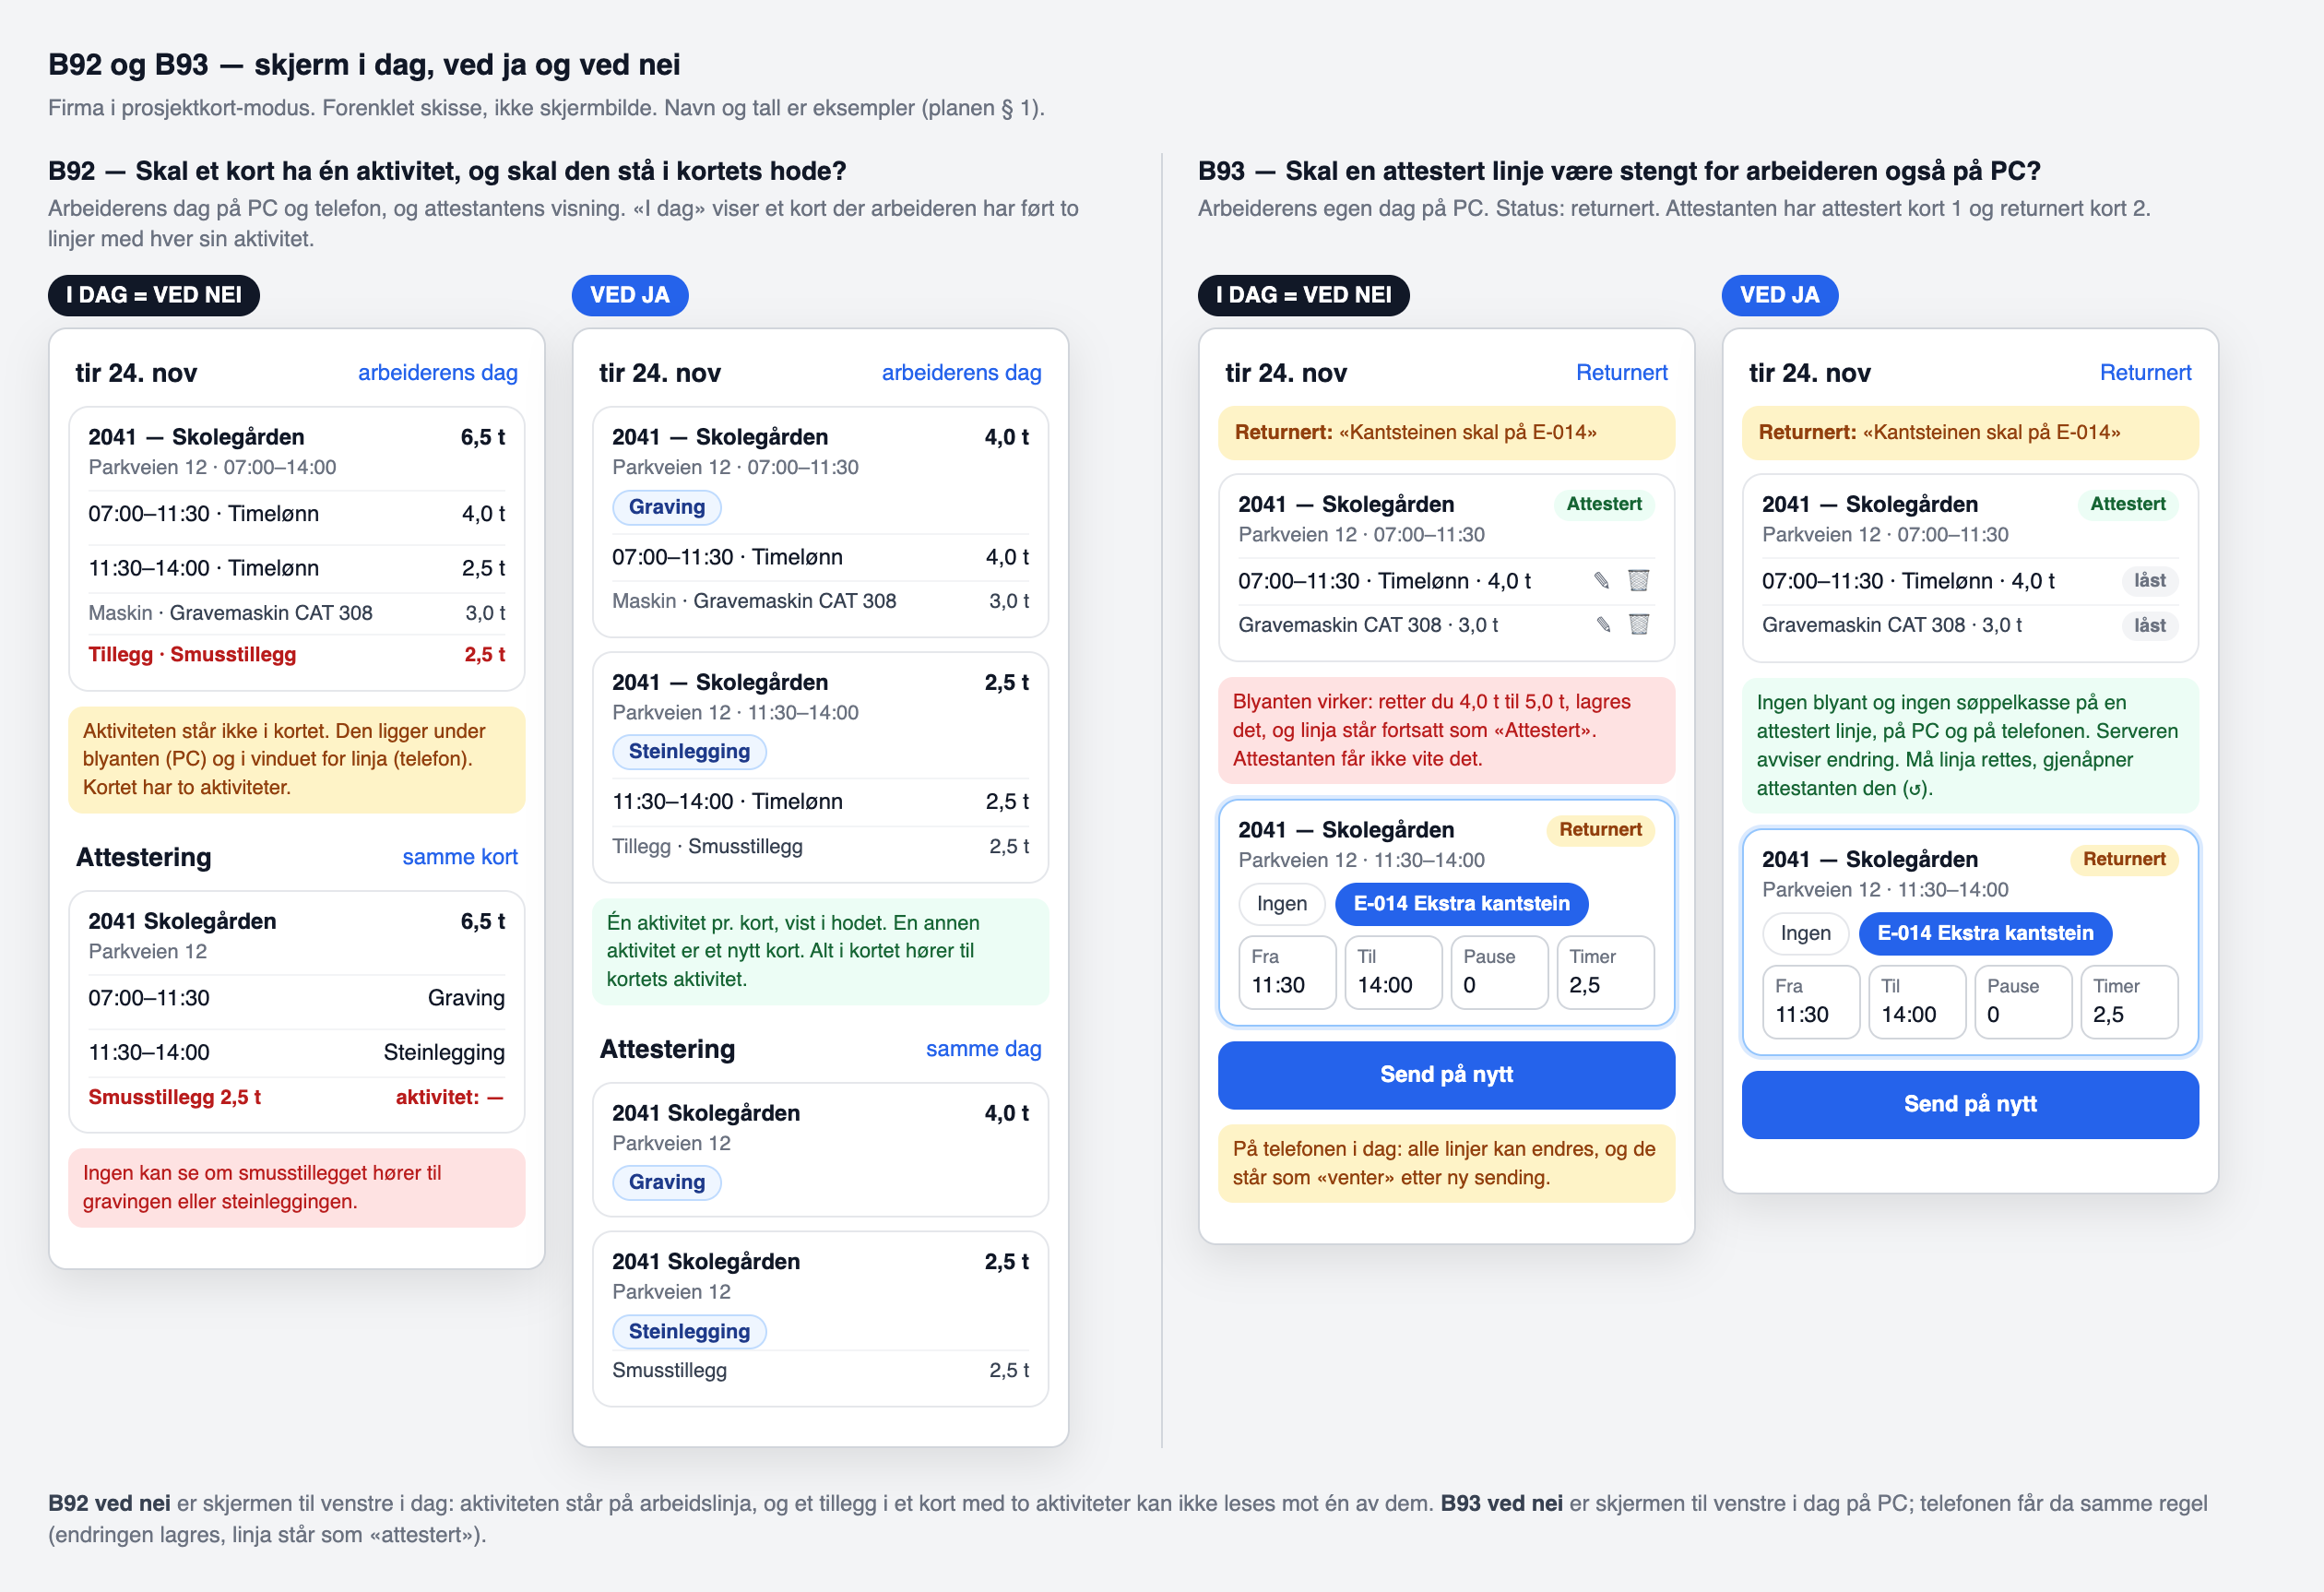 B92 og B93 — skjerm i dag, ved ja og ved nei
Firma i prosjektkort-modus. Forenklet skisse, ikke skjermbilde. Navn og tall er eksempler (planen § 1).
B92 — Skal et kort ha én aktivitet, og skal den stå i kortets hode?
Arbeiderens dag på PC og telefon, og attestantens visning. «I dag» viser et kort der arbeideren har ført to
linjer med hver sin aktivitet.
I DAG = VED NEI
tir 24. nov arbeiderens dag
2041 — Skolegården 6,5 t
Parkveien 12 · 07:00–14:00
07:00–11:30 · Timelønn 4,0 t
11:30–14:00 · Timelønn 2,5 t
Maskin · Gravemaskin CAT 308 3,0 t
Tillegg · Smusstillegg 2,5 t
Aktiviteten står ikke i kortet. Den ligger under
blyanten (PC) og i vinduet for linja (telefon).
Kortet har to aktiviteter.
Attestering samme kort
2041 Skolegården 6,5 t
Parkveien 12
07:00–11:30 Graving
11:30–14:00 Steinlegging
Smusstillegg 2,5 t aktivitet: —
Ingen kan se om smusstillegget hører til
gravingen eller steinleggingen.
VED JA
tir 24. nov arbeiderens dag
2041 — Skolegården 4,0 t
Parkveien 12 · 07:00–11:30
Graving
07:00–11:30 · Timelønn 4,0 t
Maskin · Gravemaskin CAT 308 3,0 t
2041 — Skolegården 2,5 t
Parkveien 12 · 11:30–14:00
Steinlegging
11:30–14:00 · Timelønn 2,5 t
Tillegg · Smusstillegg 2,5 t
Én aktivitet pr. kort, vist i hodet. En annen
aktivitet er et nytt kort. Alt i kortet hører til
kortets aktivitet.
Attestering samme dag
2041 Skolegården 4,0 t
Parkveien 12
Graving
2041 Skolegården 2,5 t
Parkveien 12
Steinlegging
Smusstillegg 2,5 t
B93 — Skal en attestert linje være stengt for arbeideren også på PC?
Arbeiderens egen dag på PC. Status: returnert. Attestanten har attestert kort 1 og returnert kort 2.
I DAG = VED NEI
tir 24. nov Returnert
Returnert: «Kantsteinen skal på E-014»
2041 — Skolegården Attestert
Parkveien 12 · 07:00–11:30
07:00–11:30 · Timelønn · 4,0 t
Gravemaskin CAT 308 · 3,0 t
Blyanten virker: retter du 4,0 t til 5,0 t, lagres
det, og linja står fortsatt som «Attestert».
Attestanten får ikke vite det.
2041 — Skolegården Returnert
Parkveien 12 · 11:30–14:00
Ingen E-014 Ekstra kantstein
Fra Til Pause Timer
11:30 14:00 0 2,5
Send på nytt
På telefonen i dag: alle linjer kan endres, og de
står som «venter» etter ny sending.
VED JA
tir 24. nov Returnert
Returnert: «Kantsteinen skal på E-014»
2041 — Skolegården Attestert
Parkveien 12 · 07:00–11:30
07:00–11:30 · Timelønn · 4,0 t låst
Gravemaskin CAT 308 · 3,0 t låst
Ingen blyant og ingen søppelkasse på en
attestert linje, på PC og på telefonen. Serveren
avviser endring. Må linja rettes, gjenåpner
attestanten den (↺).
2041 — Skolegården Returnert
Parkveien 12 · 11:30–14:00
Ingen E-014 Ekstra kantstein
Fra Til Pause Timer
11:30 14:00 0 2,5
Send på nytt
B92 ved nei er skjermen til venstre i dag: aktiviteten står på arbeidslinja, og et tillegg i et kort med to aktiviteter kan ikke leses mot én av dem. B93 ved nei er skjermen til venstre i dag på PC; telefonen får da samme regel
(endringen lagres, linja står som «attestert»).